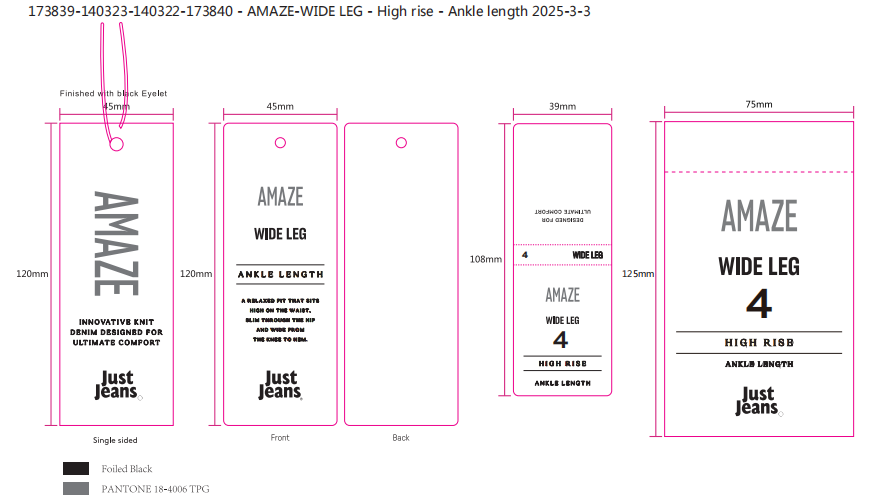 173839-140323-140322-173840 - AMAZE-WIDE LEG - High rise - Ankle length 2025-3-3
Finished with black Eyelet
45mm
120mm
AMAZE
INNOVATIVE KNIT
DENIM DESIGNED FOR
ULTIMATE COMFORT
Just
Jeans
Single sided
45mm
120mm
AMAZE
WIDE LEG
ANKLE LENGTH
A RELAXED FIT THAT SITS
HIGH ON THE WAIST,
SLIM THROUGH THE HIP
AND WIDE FROM
THE KNEE TO HEM.
Just
Jeans
Front
Back
39mm
108mm
DESIGNED FOR
ULTIMATE COMFORT
4 WIDE LEG
AMAZE
WIDE LEG
4
HIGH RISE
ANKLE LENGTH
75mm
125mm
AMAZE
WIDE LEG
4
HIGH RISE
ANKLE LENGTH
Just
Jeans
Foiled Black
PANTONE 18-4006 TPG